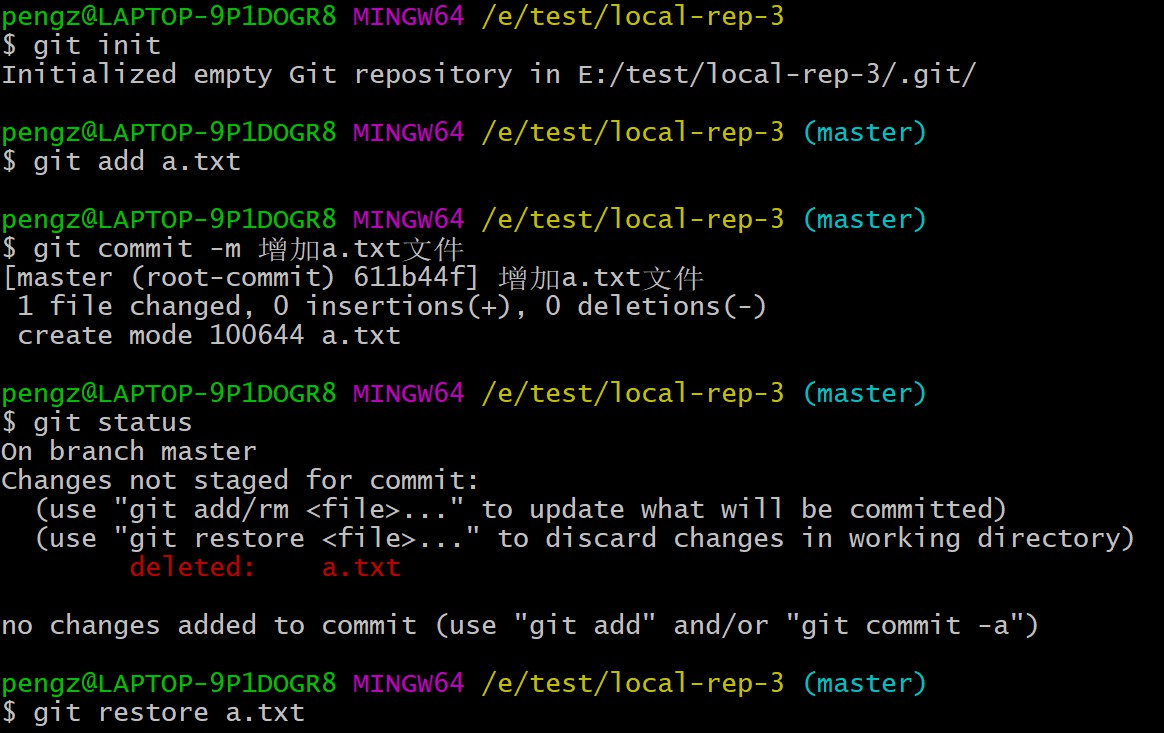 pengz@LAPTOP-9P1DOGR8 MINGW64 /e/test/local-rep-3
$ git init
Initialized empty Git repository in E:/test/local-rep-3/.git/
pengz@LAPTOP-9P1DOGR8 MINGW64 /e/test/local-rep-3 (master)
$ git add a.txt
pengz@LAPTOP-9P1DOGR8 MINGW64 /e/test/local-rep-3 (master)
$ git commit -m 增加a.txt文件
[master (root-commit) 611b44f] 增加a.txt文件
 1 file changed, 0 insertions(+), 0 deletions(-)
 create mode 100644 a.txt
pengz@LAPTOP-9P1DOGR8 MINGW64 /e/test/local-rep-3 (master)
$ git status
On branch master
Changes not staged for commit:
  (use "git add/rm <file>..." to update what will be committed)
  (use "git restore <file>..." to discard changes in working directory)
        deleted:    a.txt
no changes added to commit (use "git add" and/or "git commit -a")
pengz@LAPTOP-9P1DOGR8 MINGW64 /e/test/local-rep-3 (master)
$ git restore a.txt